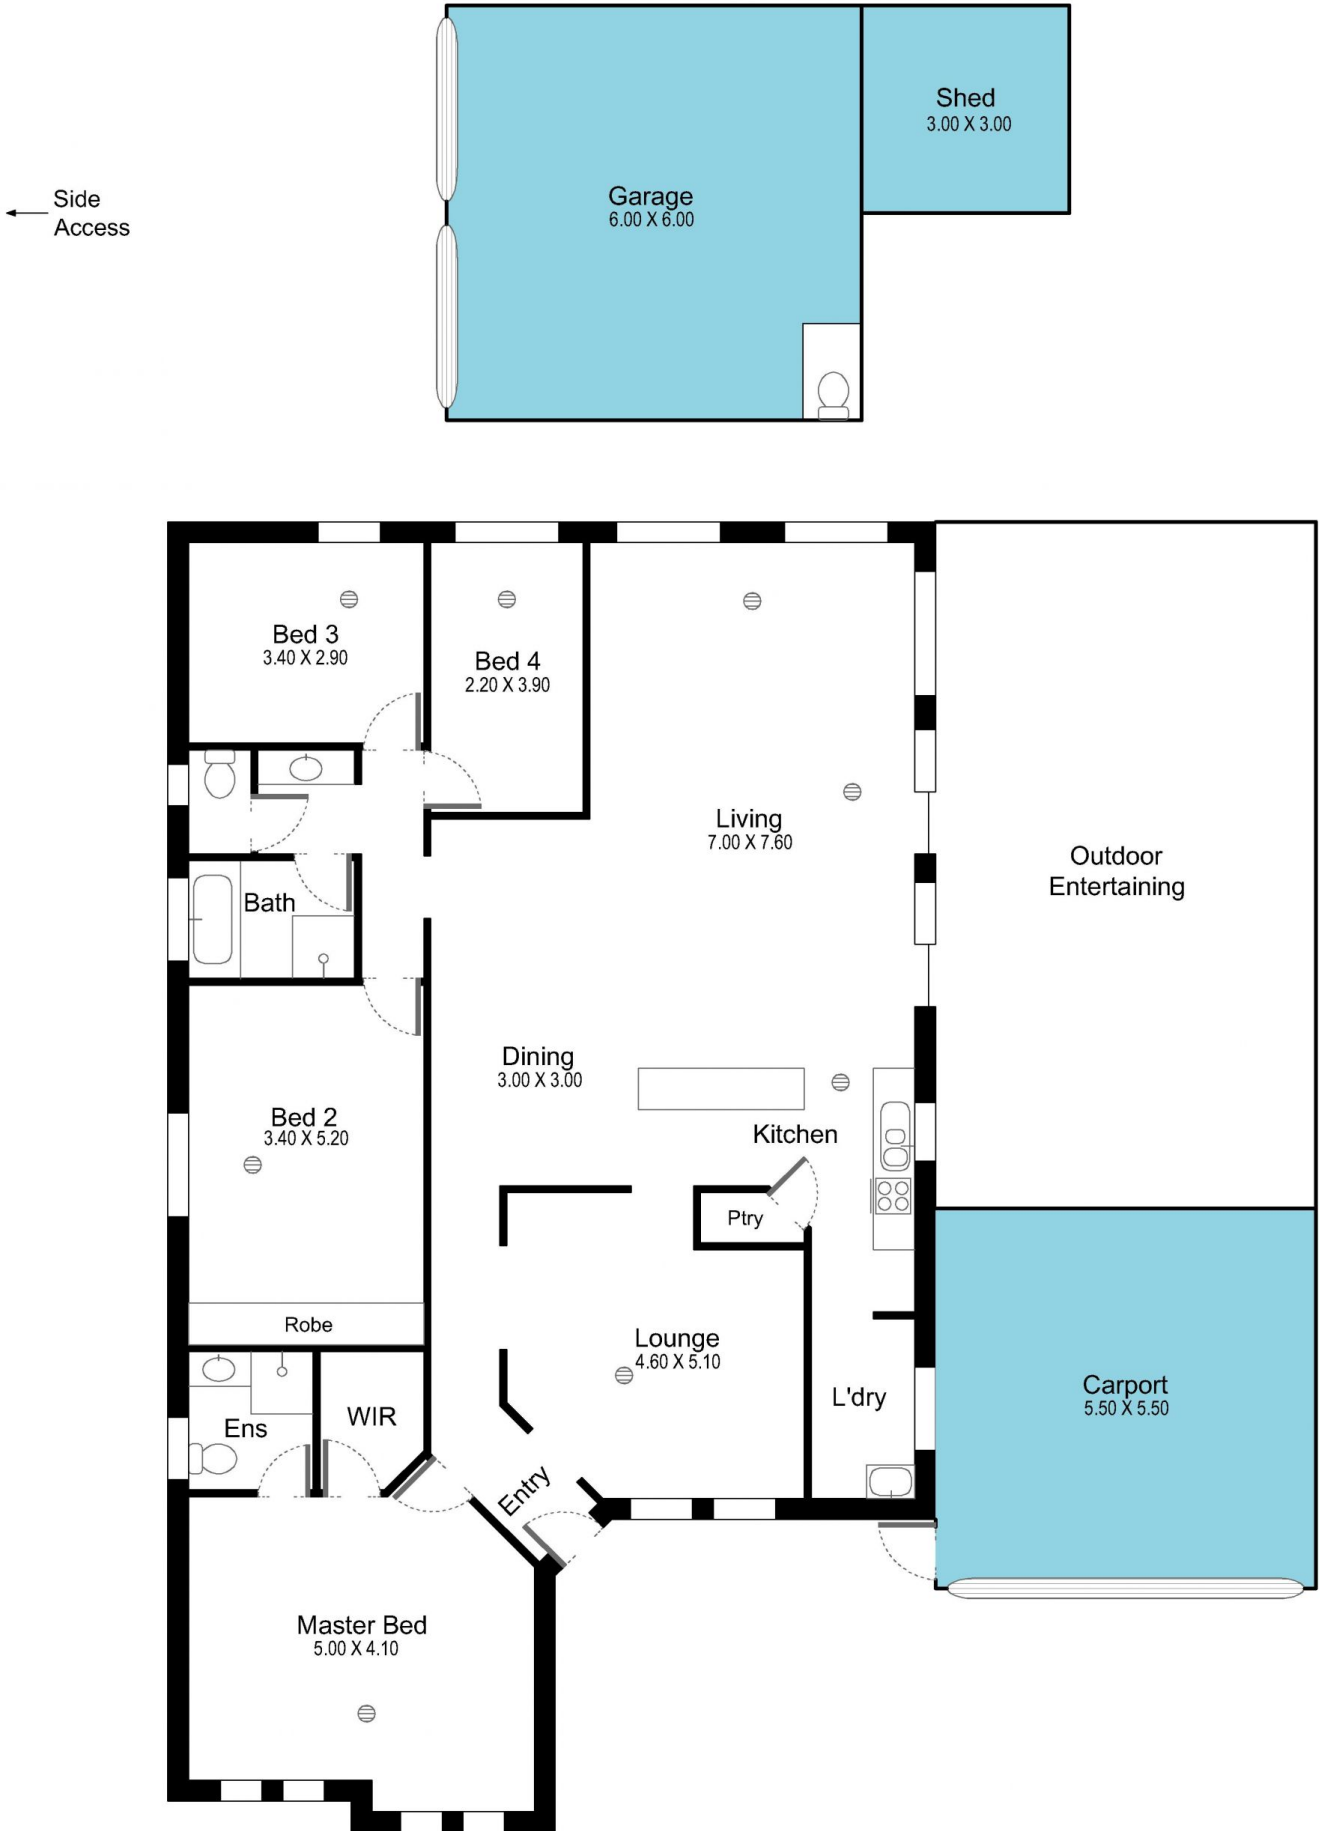 Shed
3.00 X 3.00
Garage
6.00 X 6.00
Side
Access
Bed 3
3.40 X 2.90
Bed 4
2.20 X 3.90
Living
7.00 X 7.60
Outdoor
Entertaining
Bath
Dining
3.00 X 3.00
Bed 2
3.40 X 5.20
Kitchen
Ptry
Robe
Lounge
4.60 X 5.10
Carport
5.50 X 5.50
L'dry
WIR
Ens
Entry
Master Bed
5.00 X 4.10